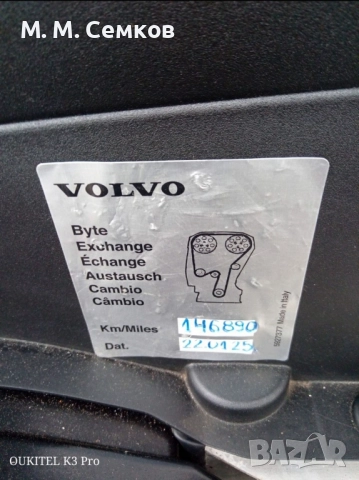 М. М. Семков
VOLVO
Byte
Exchange
Échange
Austausch
Cambio
Câmbio
Km/Miles 146890
Dat. 220125
Made in Italy
OUKITEL K3 Pro
BAZAR